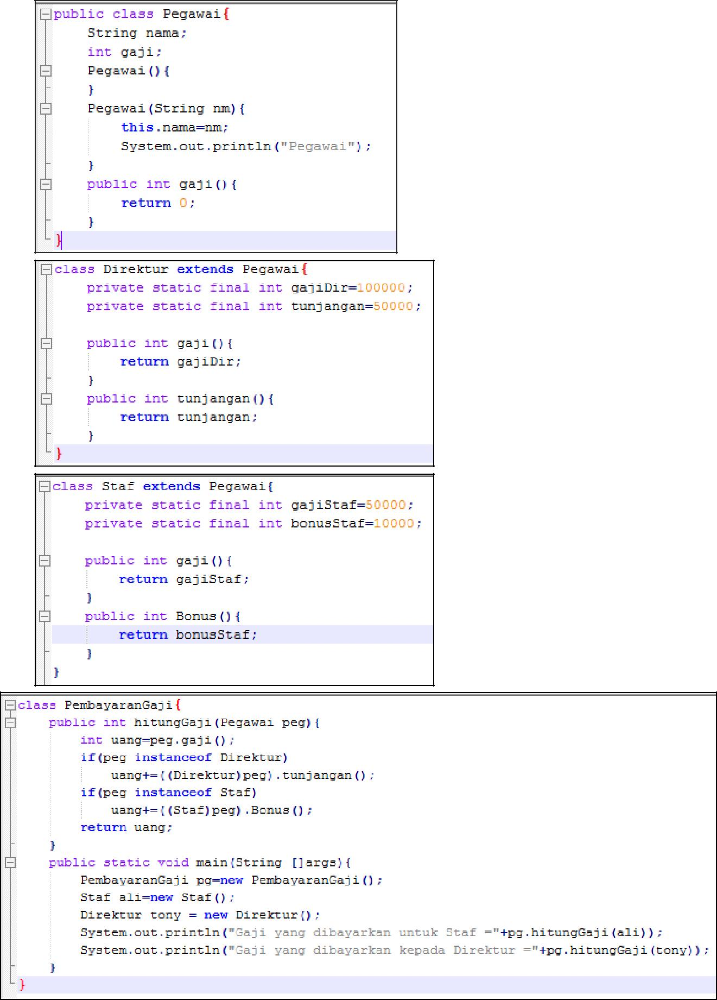 public class Pegawai{
    String nama;
    int gaji;
    Pegawai(){
    }
    Pegawai(String nm){
        this.nama=nm;
        System.out.println("Pegawai");
    }
    public int gaji(){
        return 0;
    }
}
class Direktur extends Pegawai{
    private static final int gajiDir=100000;
    private static final int tunjangan=50000;
    public int gaji(){
        return gajiDir;
    }
    public int tunjangan(){
        return tunjangan;
    }
}
class Staf extends Pegawai{
    private static final int gajiStaf=50000;
    private static final int bonusStaf=10000;
    public int gaji(){
        return gajiStaf;
    }
    public int Bonus(){
        return bonusStaf;
    }
}
class PembayaranGaji{
    public int hitungGaji(Pegawai peg){
        int uang=peg.gaji();
        if(peg instanceof Direktur)
            uang+=((Direktur)peg).tunjangan();
        if(peg instanceof Staf)
            uang+=((Staf)peg).Bonus();
        return uang;
    }
    public static void main(String []args){
        PembayaranGaji pg=new PembayaranGaji();
        Staf ali=new Staf();
        Direktur tony = new Direktur();
        System.out.println("Gaji yang dibayarkan untuk Staf ="+pg.hitungGaji(ali));
        System.out.println("Gaji yang dibayarkan kepada Direktur ="+pg.hitungGaji(tony));
    }
}